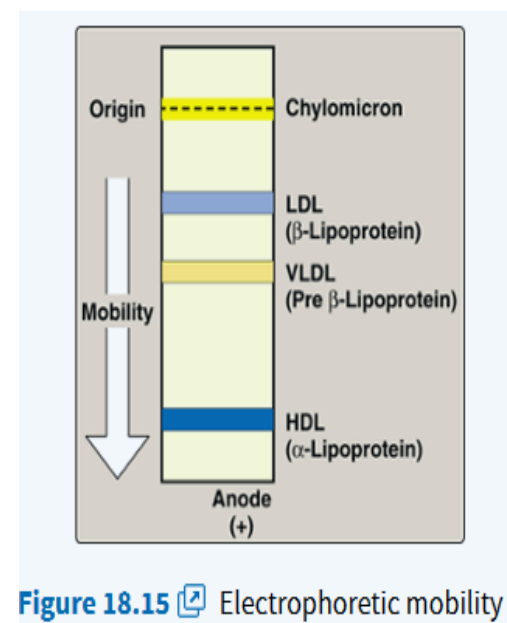 Origin
Chylomicron
LDL
(β-Lipoprotein)
VLDL
(Pre β-Lipoprotein)
Mobility
HDL
(α-Lipoprotein)
Anode
(+)
Figure 18.15 Electrophoretic mobility